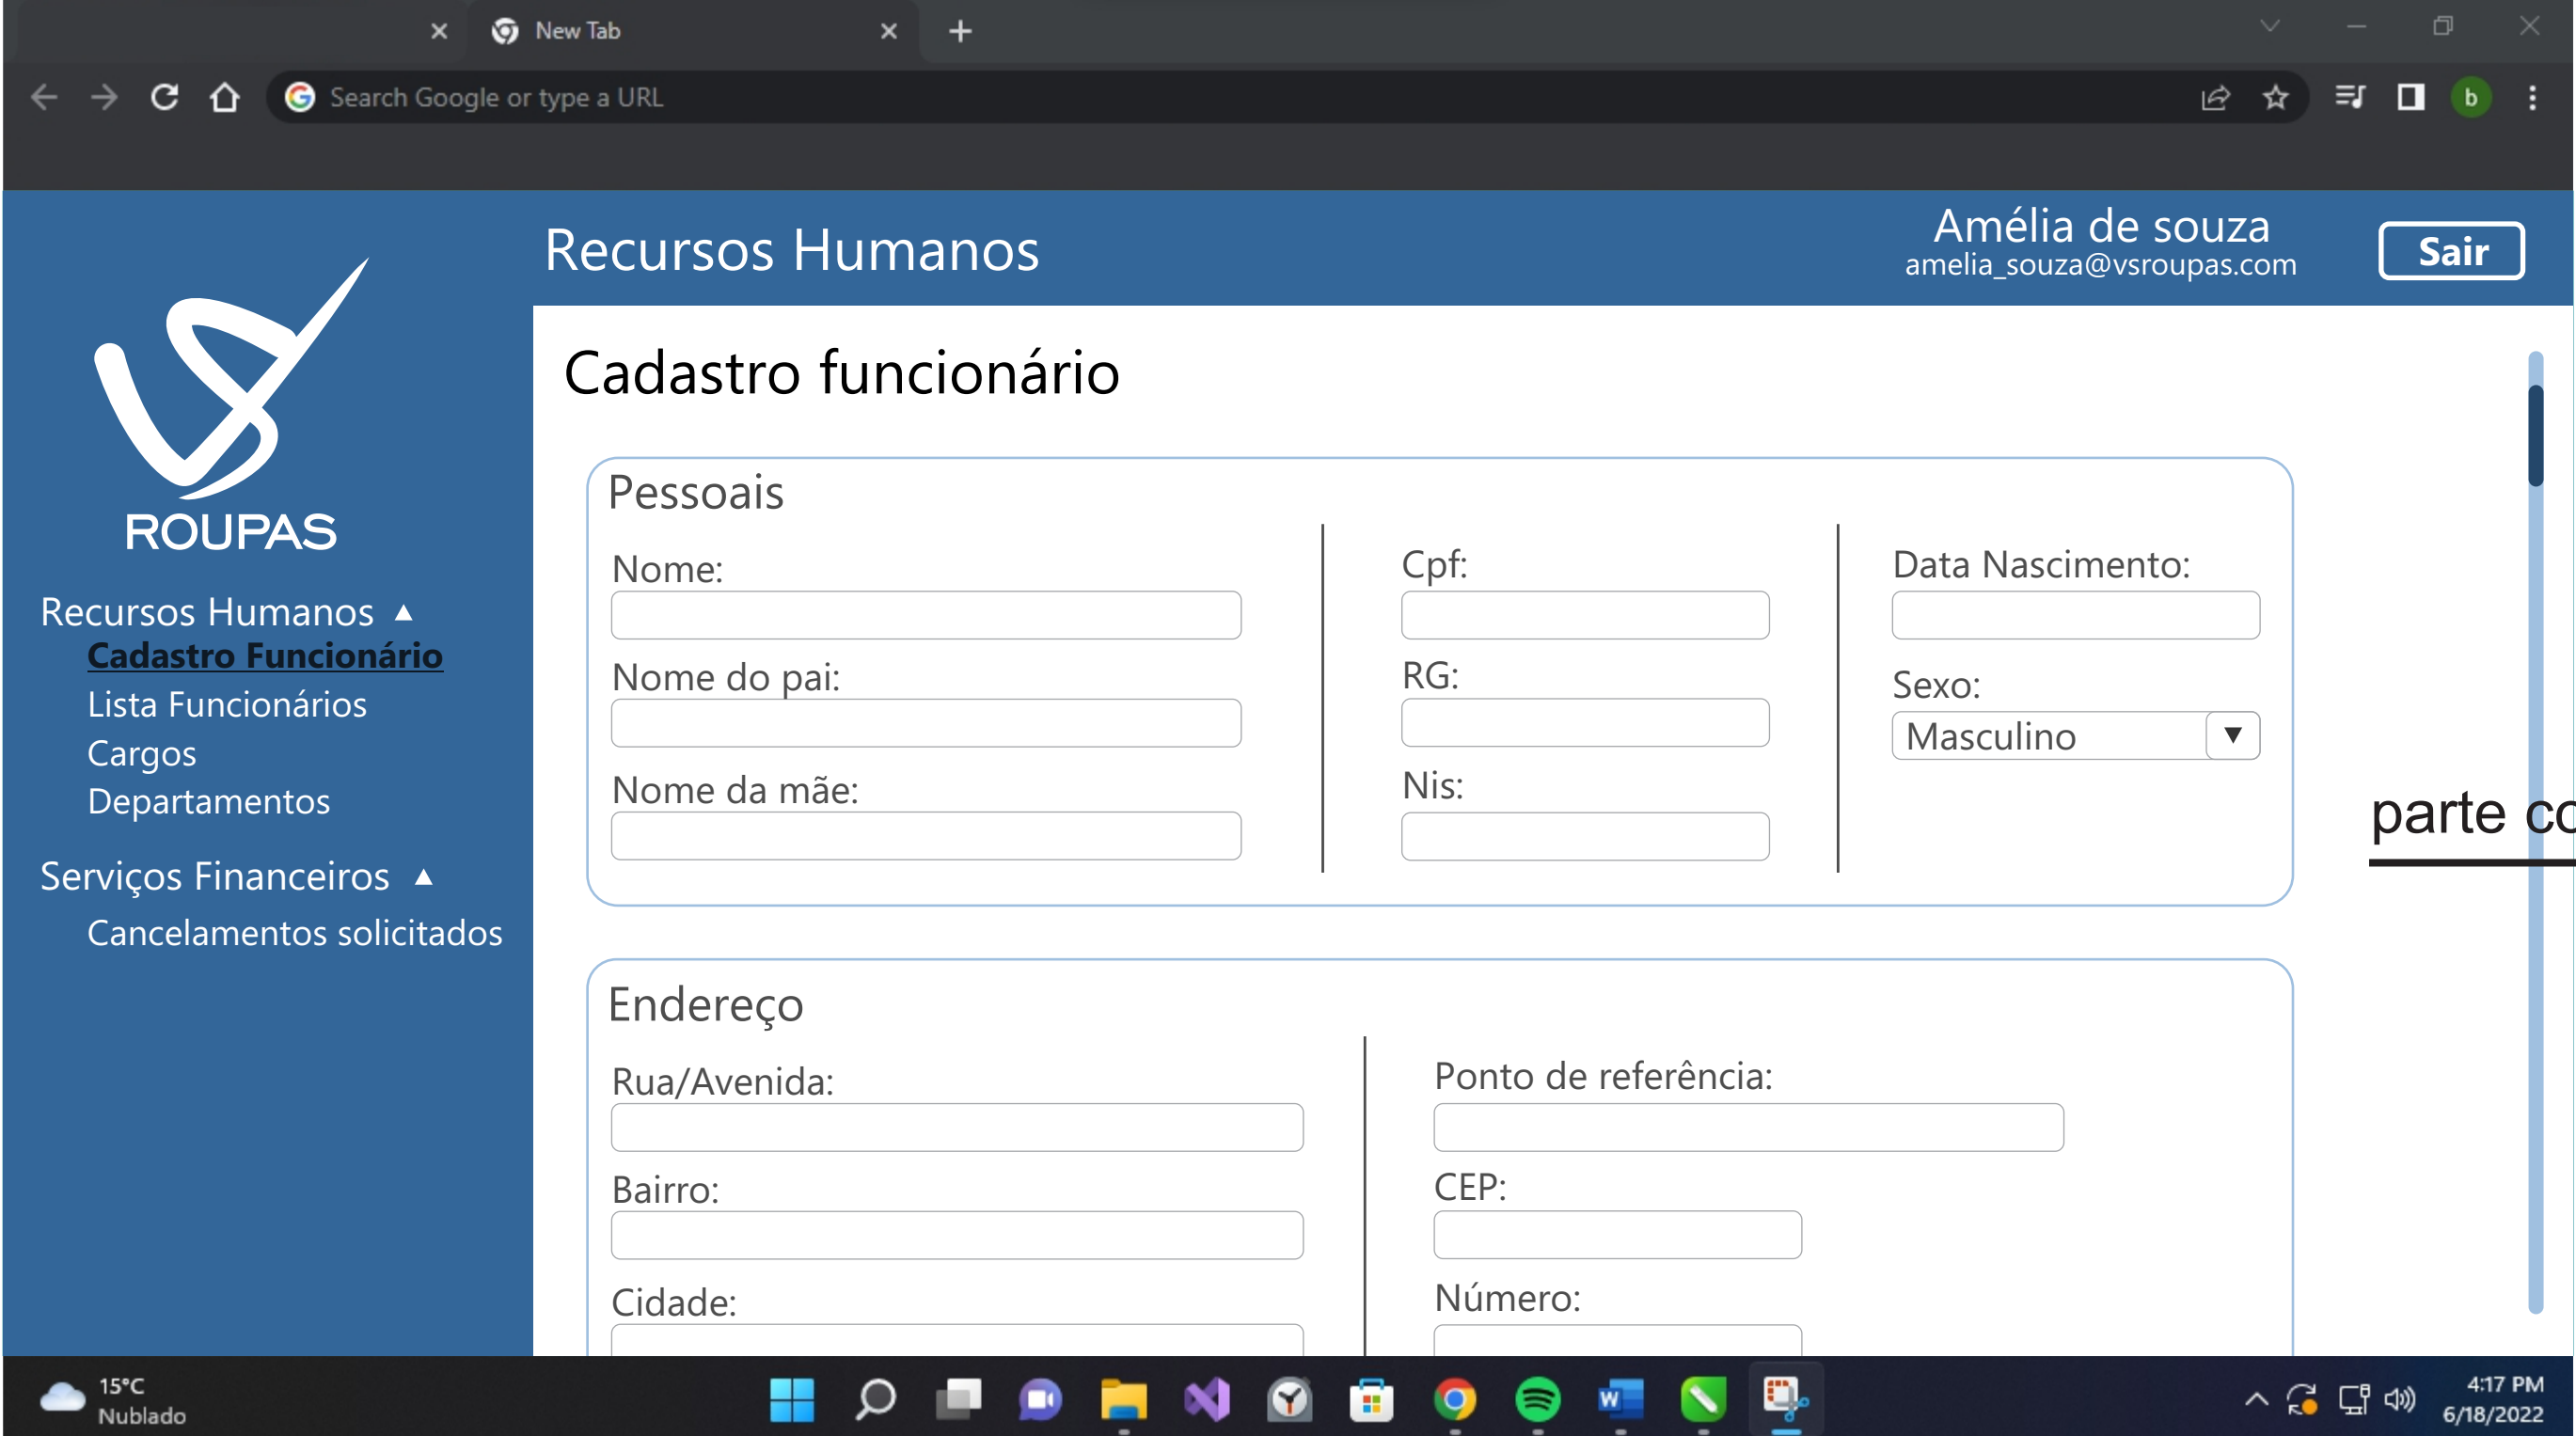 New Tab
Search Google or type a URL
b
Recursos Humanos
Amélia de souza
amelia_souza@vsroupas.com
Sair
VS
ROUPAS
Recursos Humanos ▲
Cadastro Funcionário
Lista Funcionários
Cargos
Departamentos
Serviços Financeiros ▲
Cancelamentos solicitados
Cadastro funcionário
Pessoais
Nome:
Nome do pai:
Nome da mãe:
Cpf:
RG:
Nis:
Data Nascimento:
Sexo:
Masculino ▼
parte co
Endereço
Rua/Avenida:
Bairro:
Cidade:
Ponto de referência:
CEP:
Número:
15°C
Nublado
4:17 PM
6/18/2022